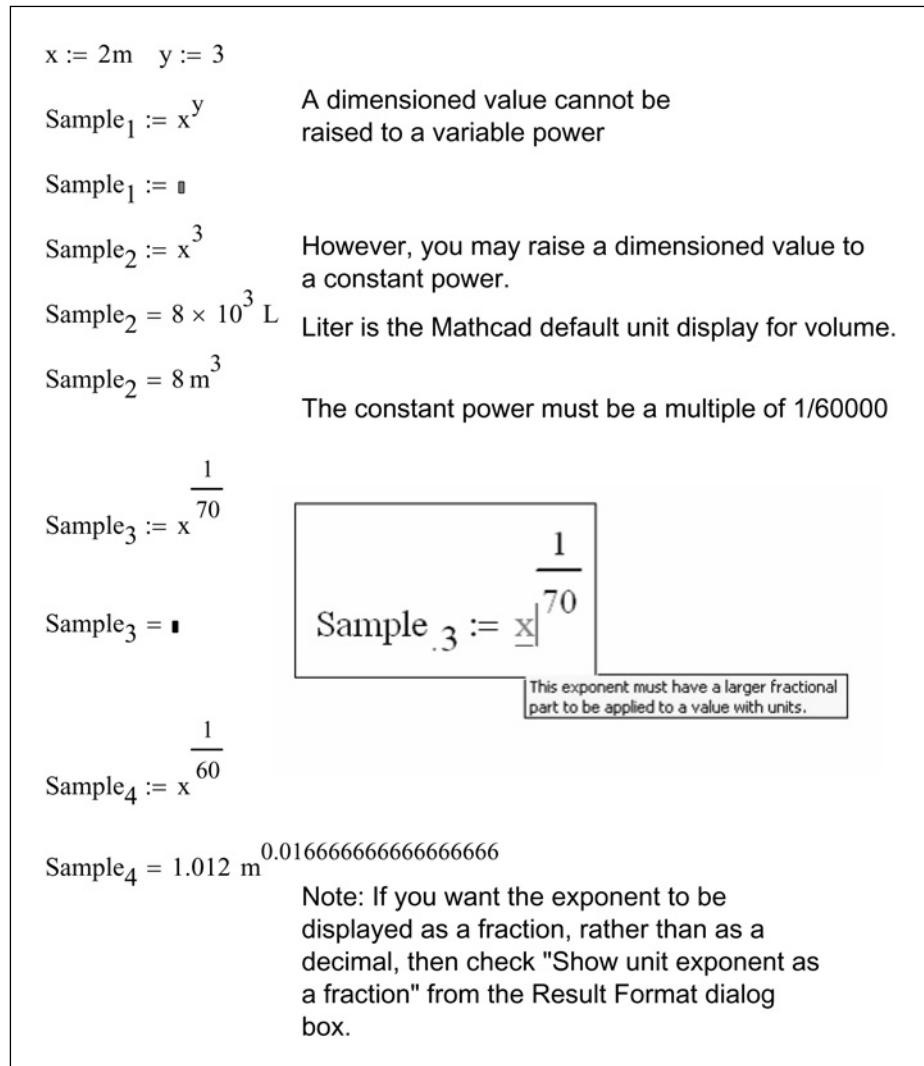 x := 2m y := 3
Sample₁ := x^y
A dimensioned value cannot be
raised to a variable power
Sample₁ := ▯
Sample₂ := x³
However, you may raise a dimensioned value to
a constant power.
Sample₂ = 8 × 10³ L
Liter is the Mathcad default unit display for volume.
Sample₂ = 8 m³
The constant power must be a multiple of 1/60000
Sample₃ := x^(1/70)
Sample₃ = ▮
Sample .3 := x^(1/70)
This exponent must have a larger fractional
part to be applied to a value with units.
Sample₄ := x^(1/60)
Sample₄ = 1.012 m^0.016666666666666666
Note: If you want the exponent to be
displayed as a fraction, rather than as a
decimal, then check "Show unit exponent as
a fraction" from the Result Format dialog
box.